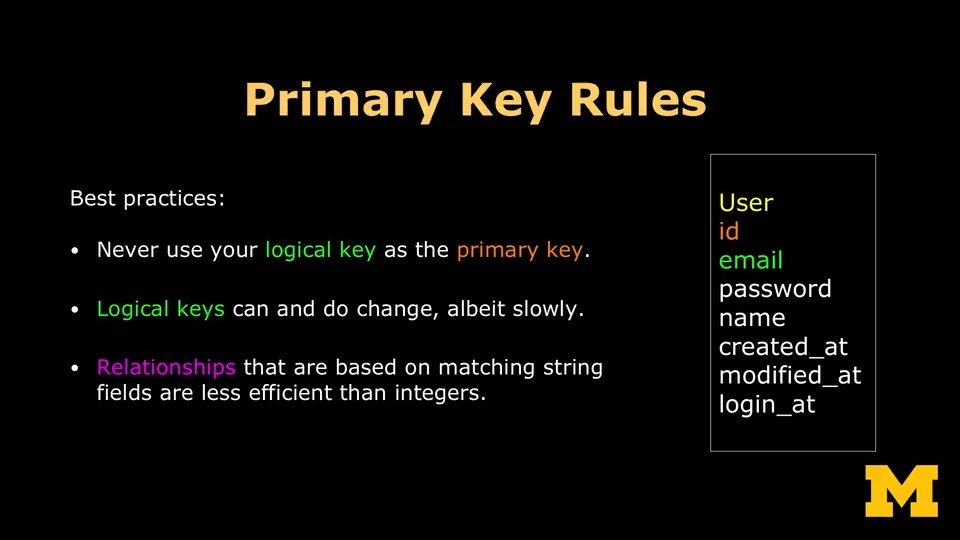 Primary Key Rules
Best practices:
• Never use your logical key as the primary key.
• Logical keys can and do change, albeit slowly.
• Relationships that are based on matching string
fields are less efficient than integers.
User
id
email
password
name
created_at
modified_at
login_at
M